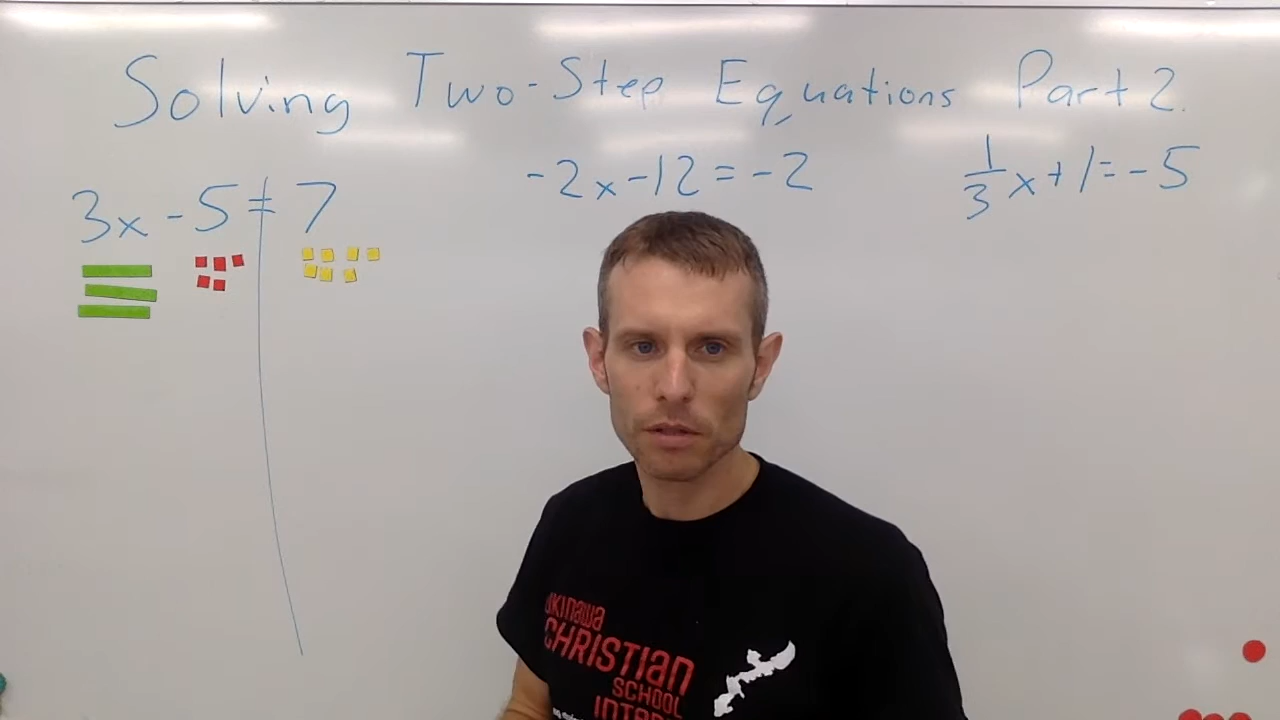 Solving Two-Step Equations Part 2.
3x - 5 = 7
-2x - 12 = -2
1/3 x + 1 = -5
OKINAWA
CHRISTIAN
SCHOOL